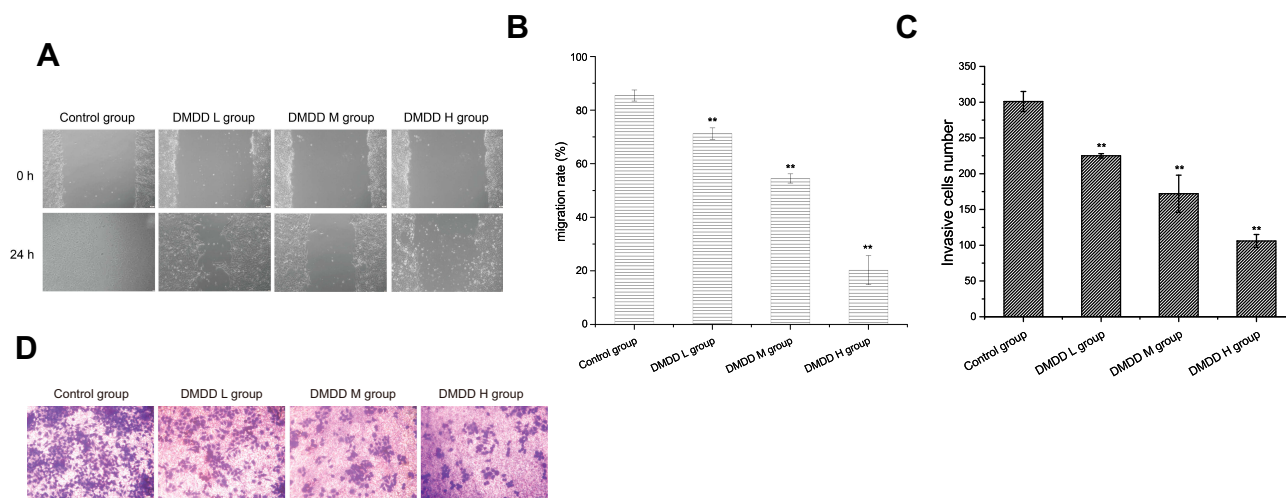 A
Control group DMDD L group DMDD M group DMDD H group
0 h
24 h
B
migration rate (%)
100
80
60
40
20
0
**
**
**
Control group
DMDD L group
DMDD M group
DMDD H group
C
Invasive cells number
350
300
250
200
150
100
50
0
**
**
**
Control group
DMDD L group
DMDD M group
DMDD H group
D
Control group DMDD L group DMDD M group DMDD H group